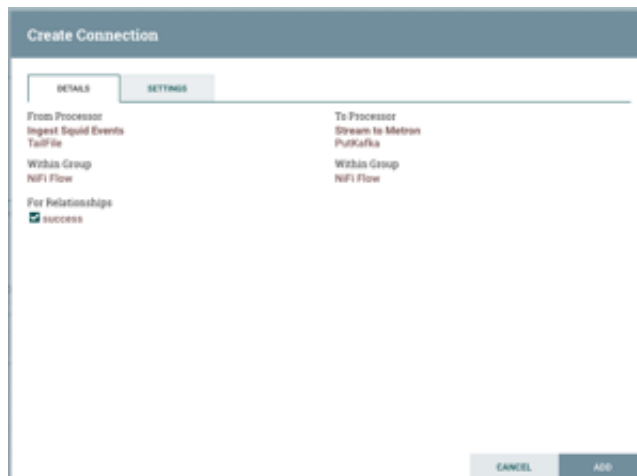 Create Connection
DETAILS
SETTINGS
From Processor
Ingest Squid Events
TailFile
Within Group
NiFi Flow
For Relationships
success
To Processor
Stream to Metron
PutKafka
Within Group
NiFi Flow
CANCEL
ADD